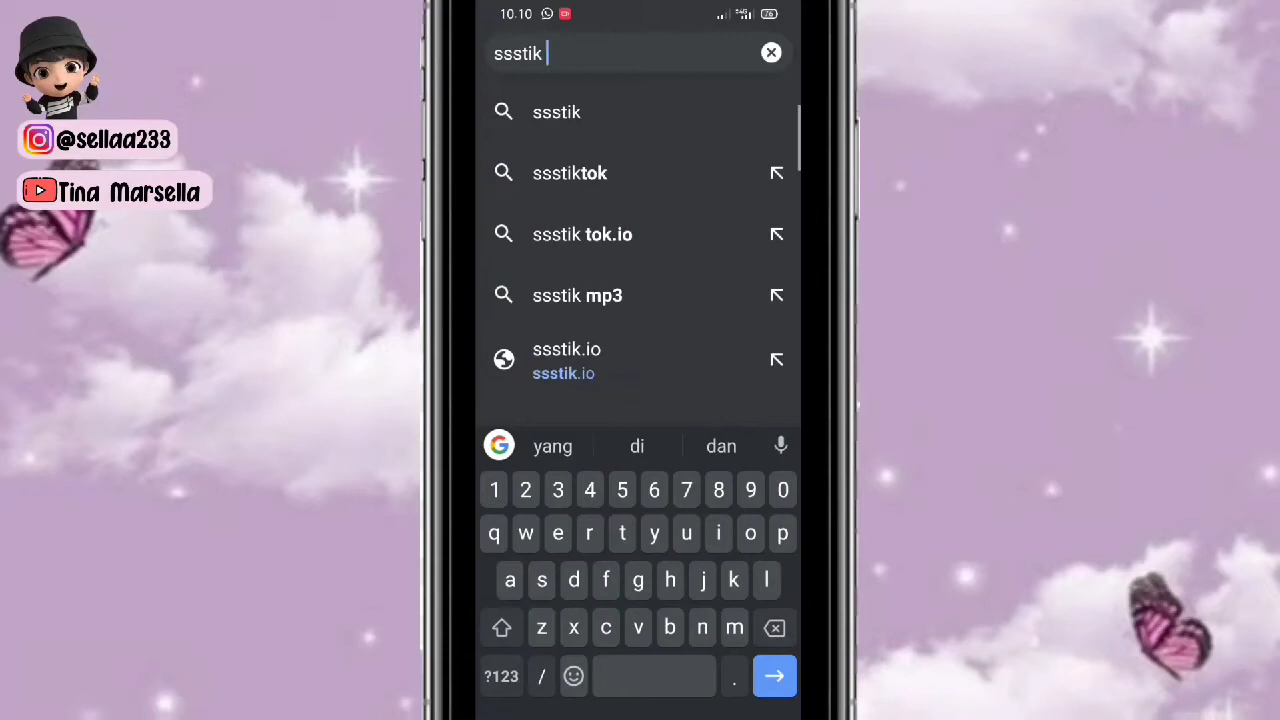 10.10
ssstik
ssstik
ssstiktok
ssstik tok.io
ssstik mp3
ssstik.io
ssstik.io
yang di dan
1 2 3 4 5 6 7 8 9 0
q w e r t y u i o p
a s d f g h j k l
z x c v b n m
?123 / .
@sellaa233
Tina Marsella